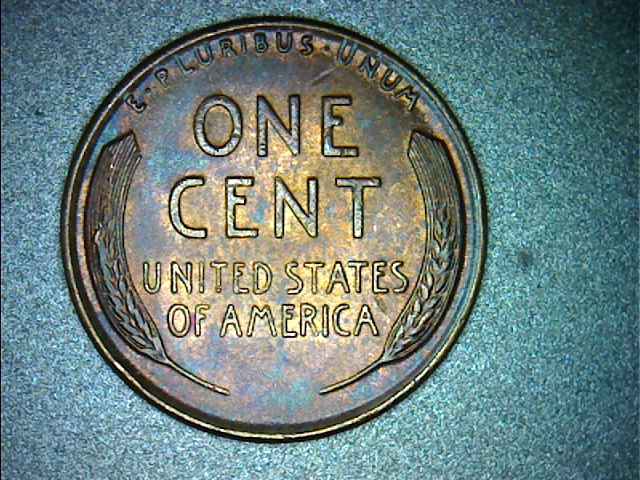 E·PLURIBUS·UNUM
ONE
CENT
UNITED STATES
OF AMERICA